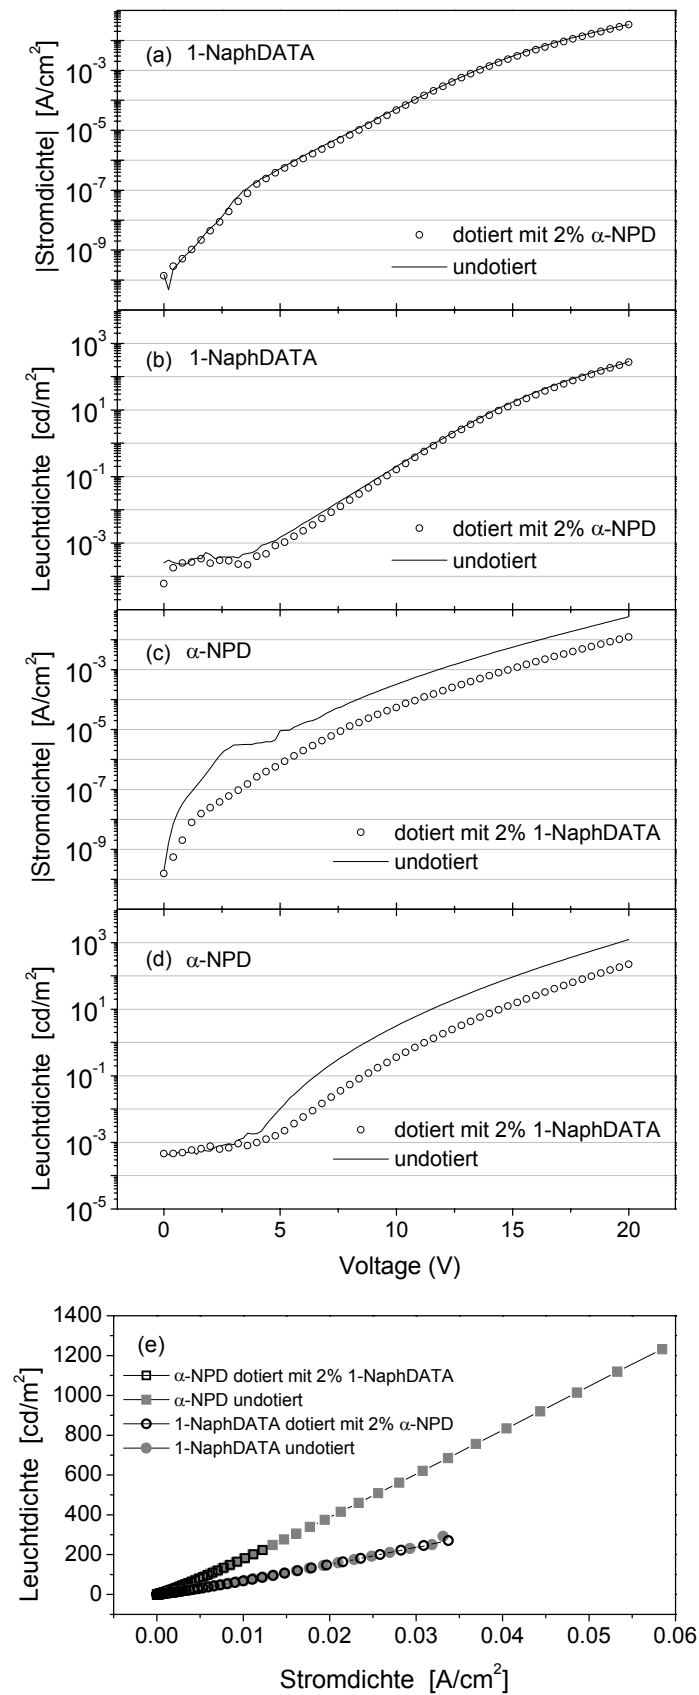 (a) 1-NaphDATA
|Stromdichte| [A/cm²]
10⁻³
10⁻⁵
10⁻⁷
10⁻⁹
dotiert mit 2% α-NPD
undotiert
(b) 1-NaphDATA
Leuchtdichte [cd/m²]
10³
10¹
10⁻¹
10⁻³
dotiert mit 2% α-NPD
undotiert
(c) α-NPD
|Stromdichte| [A/cm²]
10⁻³
10⁻⁵
10⁻⁷
10⁻⁹
dotiert mit 2% 1-NaphDATA
undotiert
(d) α-NPD
Leuchtdichte [cd/m²]
10³
10¹
10⁻¹
10⁻³
10⁻⁵
dotiert mit 2% 1-NaphDATA
undotiert
0 5 10 15 20
Voltage (V)
(e)
Leuchtdichte [cd/m²]
1400
1200
1000
800
600
400
200
0
α-NPD dotiert mit 2% 1-NaphDATA
α-NPD undotiert
1-NaphDATA dotiert mit 2% α-NPD
1-NaphDATA undotiert
0.00 0.01 0.02 0.03 0.04 0.05 0.06
Stromdichte [A/cm²]